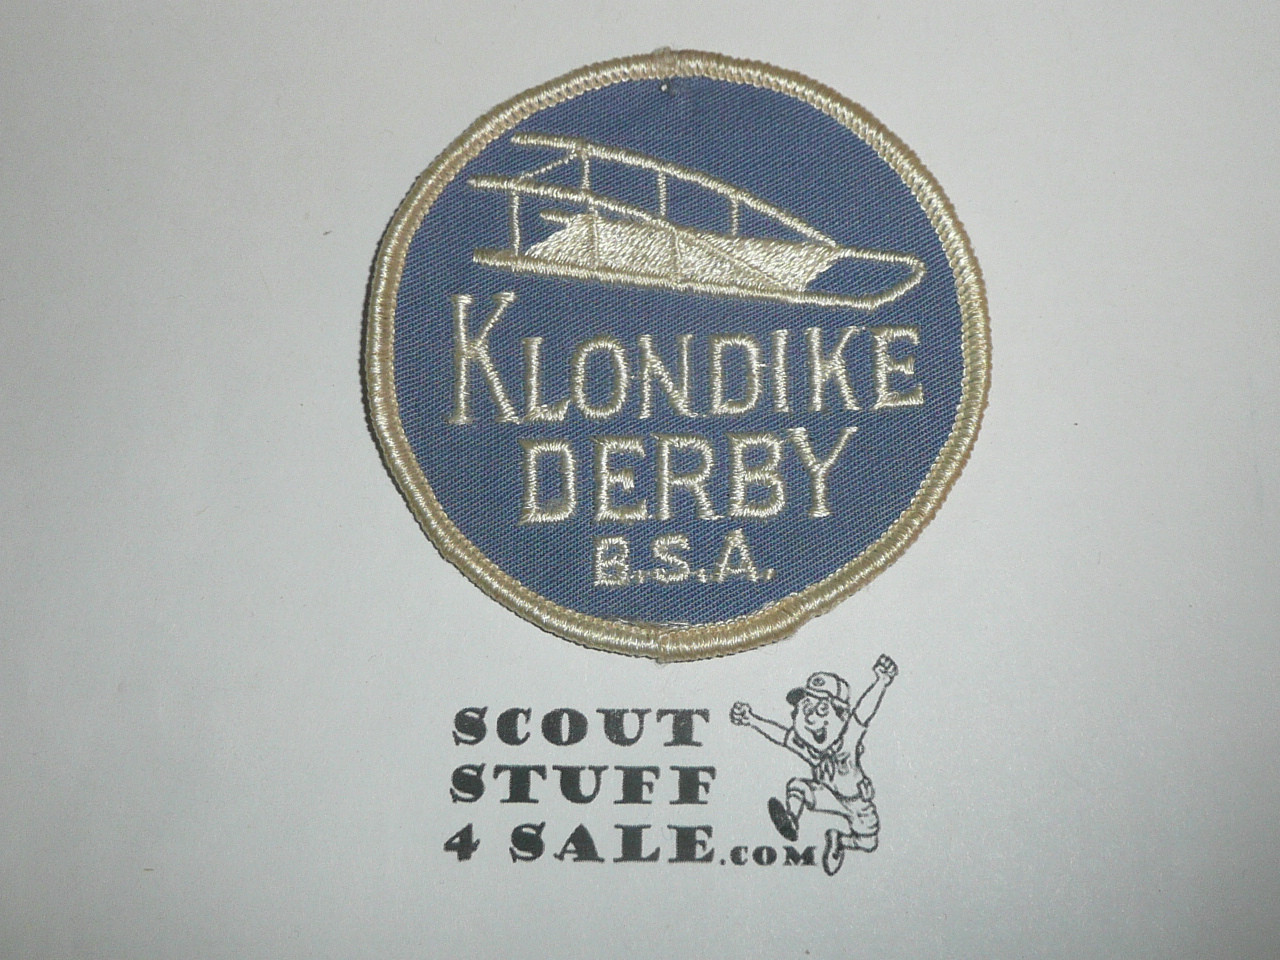 KLONDIKE
DERBY
B.S.A.
SCOUT
STUFF
4 SALE.COM